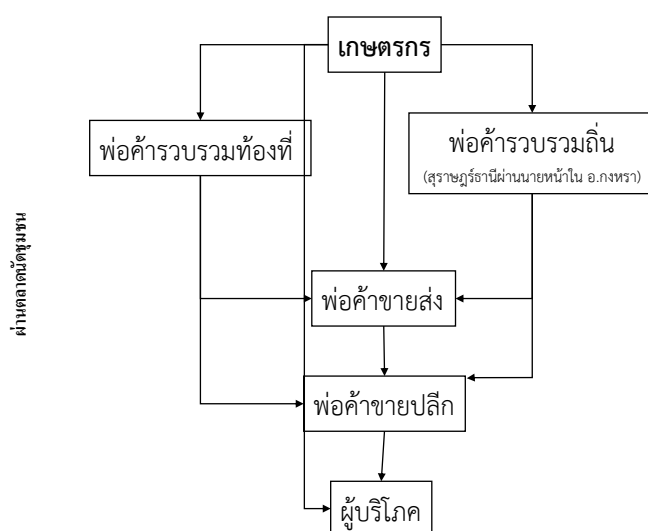 เกษตรกร
พ่อค้ารวบรวมท้องที่
พ่อค้ารวบรวมถิ่น
(สุราษฎร์ธานีผ่านนายหน้าใน อ.กงหรา)
ผ่านตลาดนัดชุมชน
พ่อค้าขายส่ง
พ่อค้าขายปลีก
ผู้บริโภค